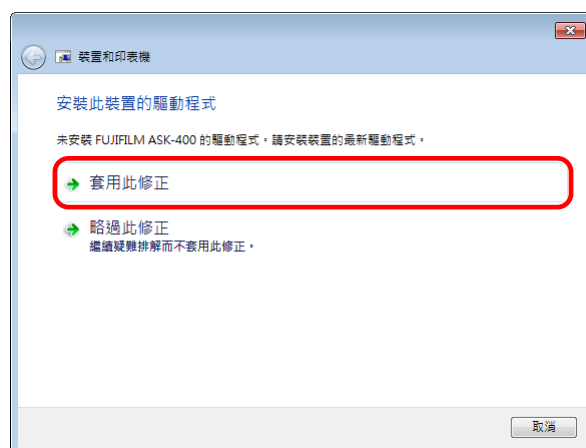 裝置和印表機
安裝此裝置的驅動程式
未安裝 FUJIFILM ASK-400 的驅動程式。請安裝裝置的最新驅動程式。
套用此修正
略過此修正
繼續疑難排解而不套用此修正。
取消